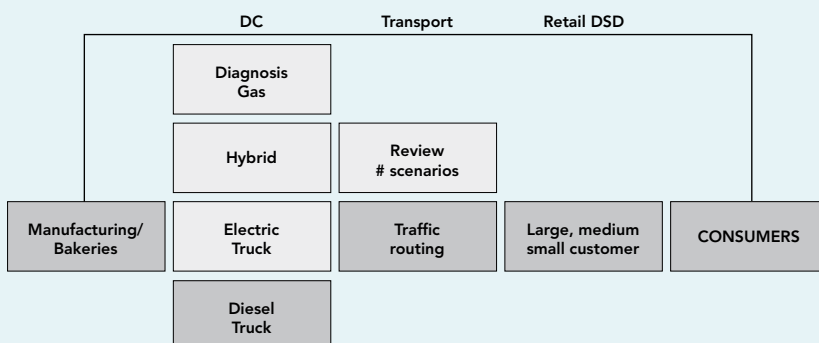 DC Transport Retail DSD
Diagnosis
Gas
Hybrid
Review
# scenarios
Manufacturing/
Bakeries
Electric
Truck
Traffic
routing
Large, medium
small customer
CONSUMERS
Diesel
Truck